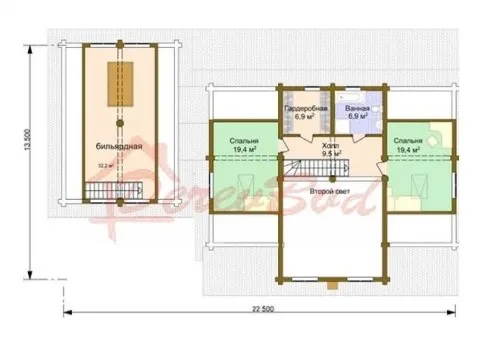 Гардеробная
6,9 м²
Ванная
6,9 м²
Спальня
19,4 м²
Холл
9,5 м²
Спальня
19,4 м²
бильярдная
32,2 м²
Второй свет
DerevBud
13 500
22 500